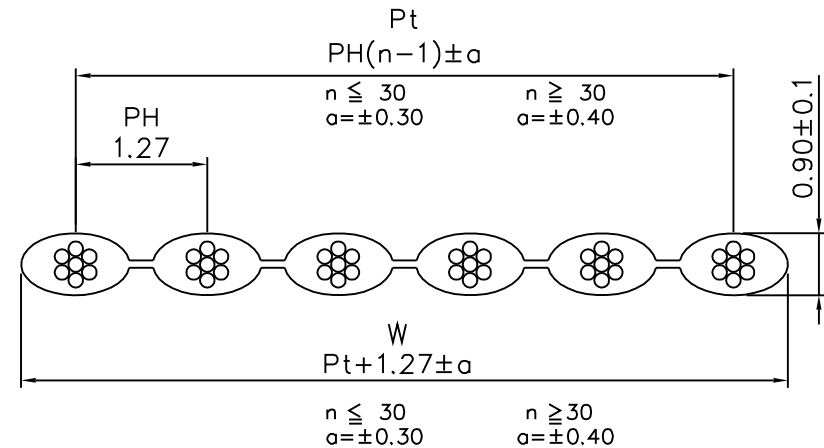 Pt
PH(n-1)±a
n ≦ 30 n ≧ 30
a=±0.30 a=±0.40
PH
1.27
0.90±0.1
W
Pt+1.27±a
n ≦ 30 n ≧30
a=±0.30 a=±0.40